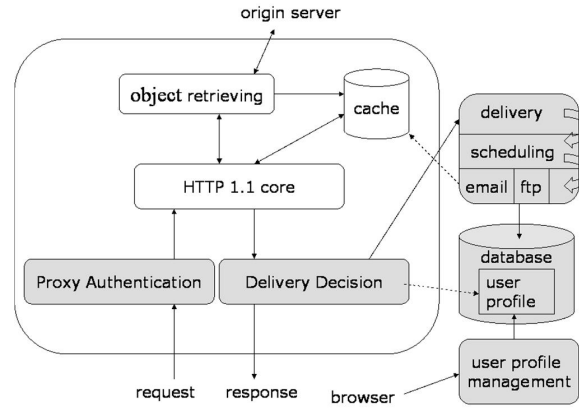 origin server
object retrieving
cache
delivery
scheduling
email
ftp
HTTP 1.1 core
Proxy Authentication
Delivery Decision
database
user
profile
user profile
management
request
response
browser